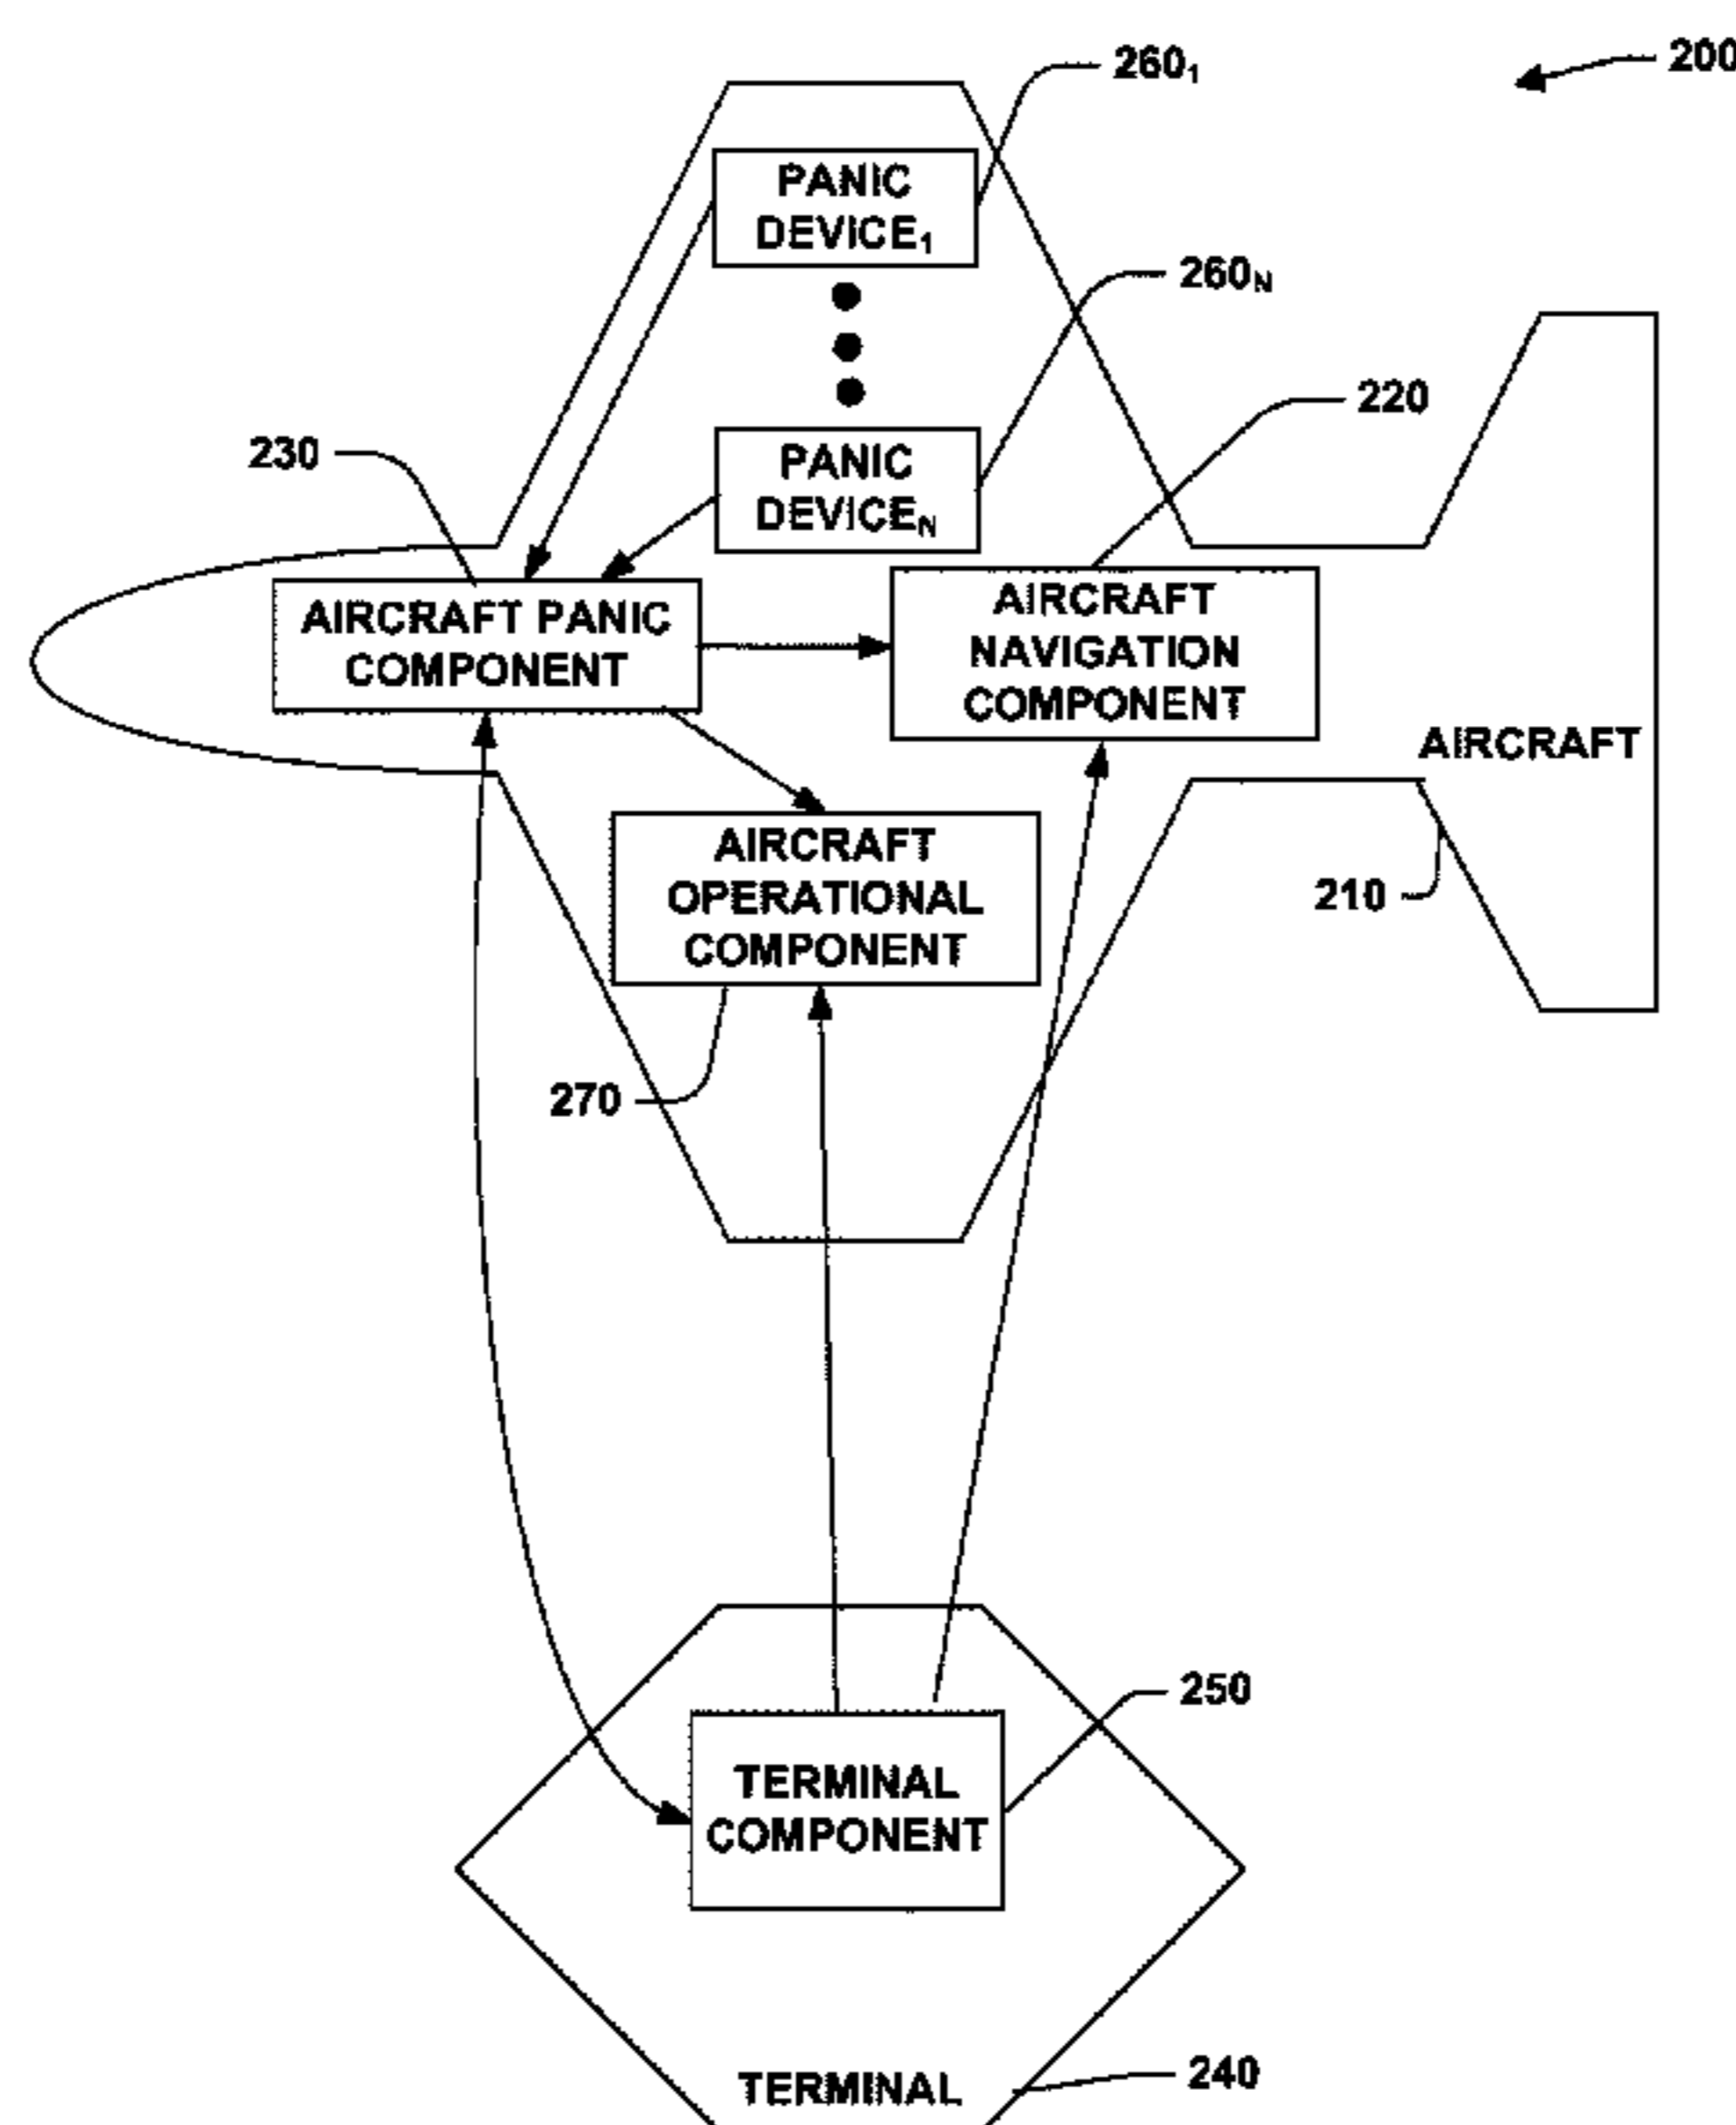 200
260₁
PANIC
DEVICE₁
260N
PANIC
DEVICEN
220
230
AIRCRAFT PANIC
COMPONENT
AIRCRAFT
NAVIGATION
COMPONENT
AIRCRAFT
AIRCRAFT
OPERATIONAL
COMPONENT
210
270
250
TERMINAL
COMPONENT
TERMINAL
240